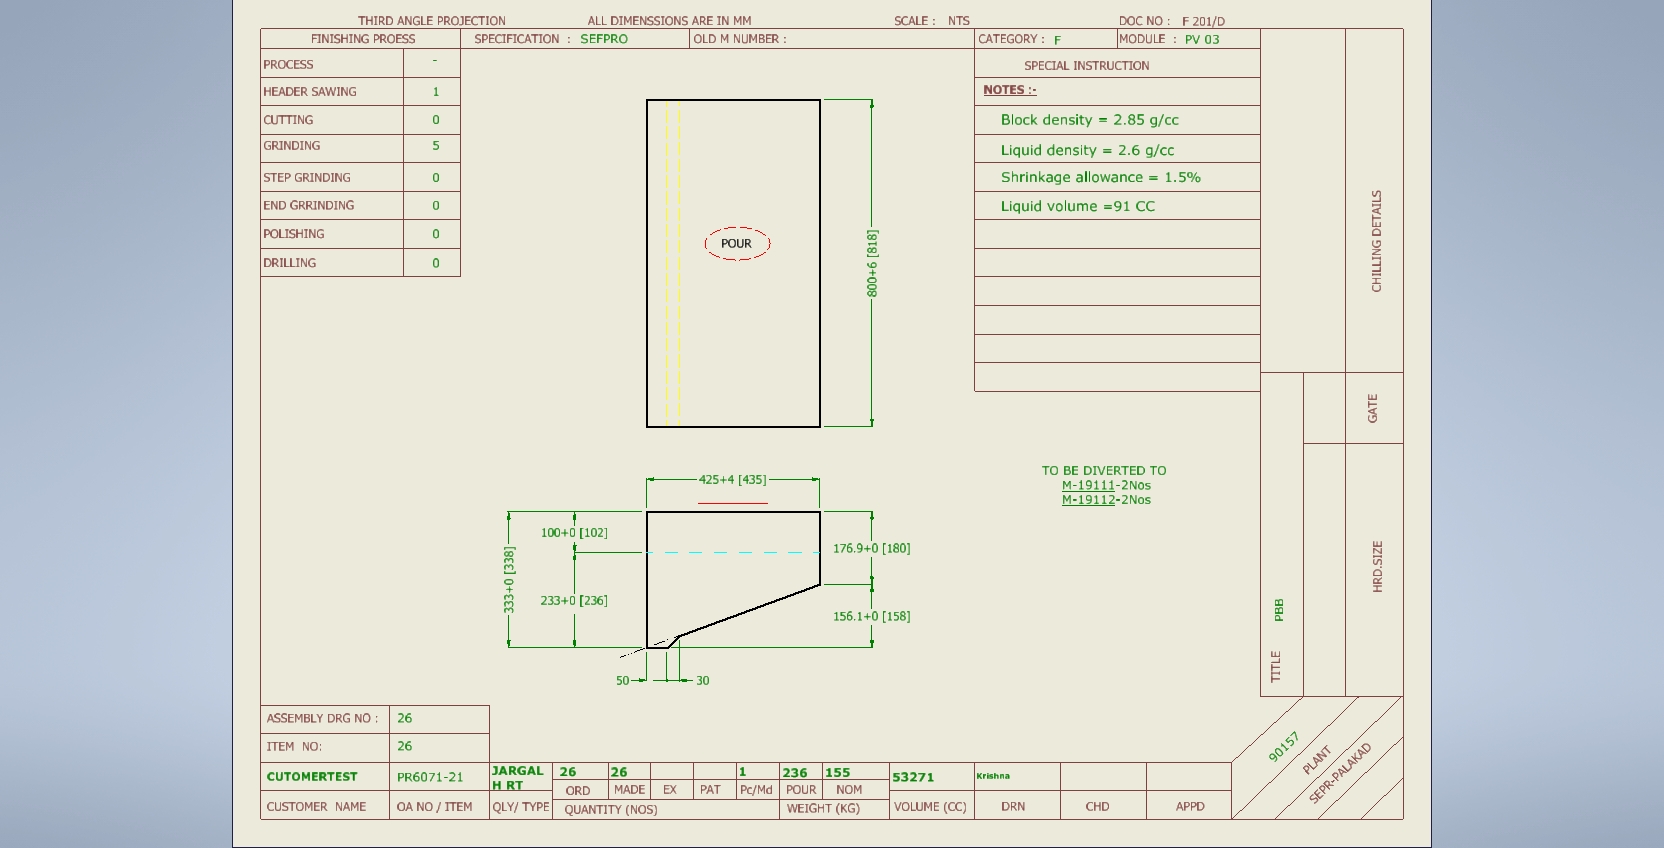 THIRD ANGLE PROJECTION ALL DIMENSSIONS ARE IN MM SCALE : NTS DOC NO : F 201/D
FINISHING PROESS SPECIFICATION : SEFPRO OLD M NUMBER : CATEGORY : F MODULE : PV 03
PROCESS -
HEADER SAWING 1
CUTTING 0
GRINDING 5
STEP GRINDING 0
END GRRINDING 0
POLISHING 0
DRILLING 0
SPECIAL INSTRUCTION
NOTES :-
Block density = 2.85 g/cc
Liquid density = 2.6 g/cc
Shrinkage allowance = 1.5%
Liquid volume =91 CC
POUR
800+6 [818]
CHILLING DETAILS
GATE
HRD.SIZE
PBB
TITLE
TO BE DIVERTED TO
M-19111-2Nos
M-19112-2Nos
425+4 [435]
100+0 [102]
333+0 [338]
233+0 [236]
176.9+0 [180]
156.1+0 [158]
50 30
ASSEMBLY DRG NO : 26
ITEM NO: 26
CUTOMERTEST PR6071-21 JARGAL H RT 26 26 1 236 155 53271 Krishna
ORD MADE EX PAT Pc/Md POUR NOM
CUSTOMER NAME OA NO / ITEM QLY/ TYPE QUANTITY (NOS) WEIGHT (KG) VOLUME (CC) DRN CHD APPD
90157
PLANT
SEPR-PALAKAD